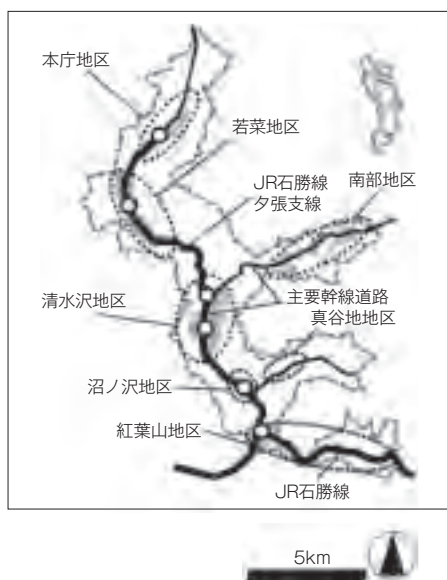 本庁地区
若菜地区
JR石勝線
夕張支線
南部地区
清水沢地区
主要幹線道路
真谷地地区
沼ノ沢地区
紅葉山地区
JR石勝線
5km